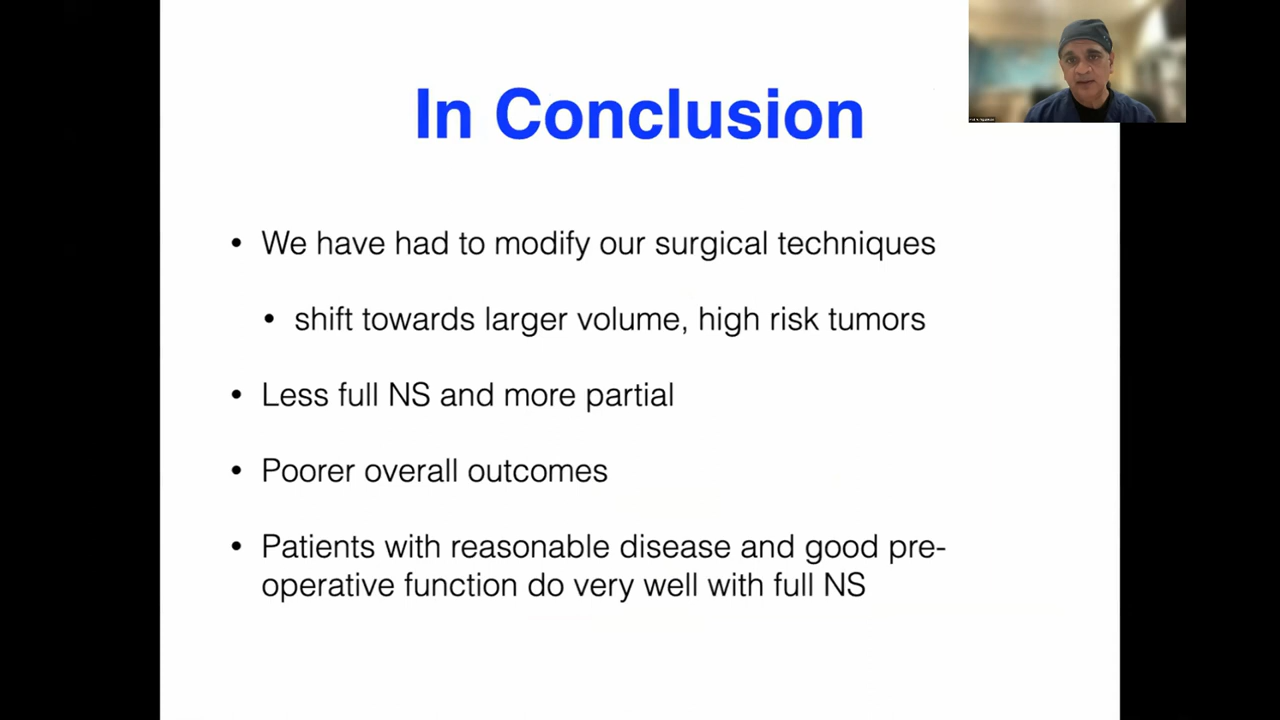 In Conclusion
• We have had to modify our surgical techniques
• shift towards larger volume, high risk tumors
• Less full NS and more partial
• Poorer overall outcomes
• Patients with reasonable disease and good pre-
operative function do very well with full NS